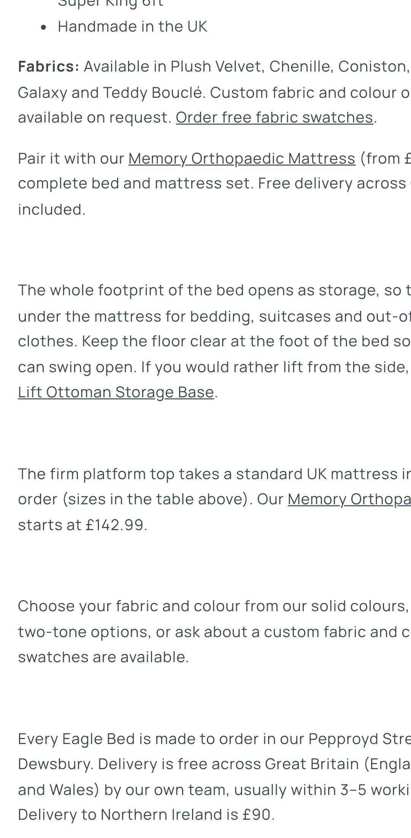 Super King 6ft
Handmade in the UK
Fabrics: Available in Plush Velvet, Chenille, Coniston,
Galaxy and Teddy Bouclé. Custom fabric and colour o
available on request. Order free fabric swatches.
Pair it with our Memory Orthopaedic Mattress (from £
complete bed and mattress set. Free delivery across
included.
The whole footprint of the bed opens as storage, so t
under the mattress for bedding, suitcases and out-of
clothes. Keep the floor clear at the foot of the bed so
can swing open. If you would rather lift from the side,
Lift Ottoman Storage Base.
The firm platform top takes a standard UK mattress in
order (sizes in the table above). Our Memory Orthopa
starts at £142.99.
Choose your fabric and colour from our solid colours,
two-tone options, or ask about a custom fabric and c
swatches are available.
Every Eagle Bed is made to order in our Pepproyd Stre
Dewsbury. Delivery is free across Great Britain (Engla
and Wales) by our own team, usually within 3–5 worki
Delivery to Northern Ireland is £90.